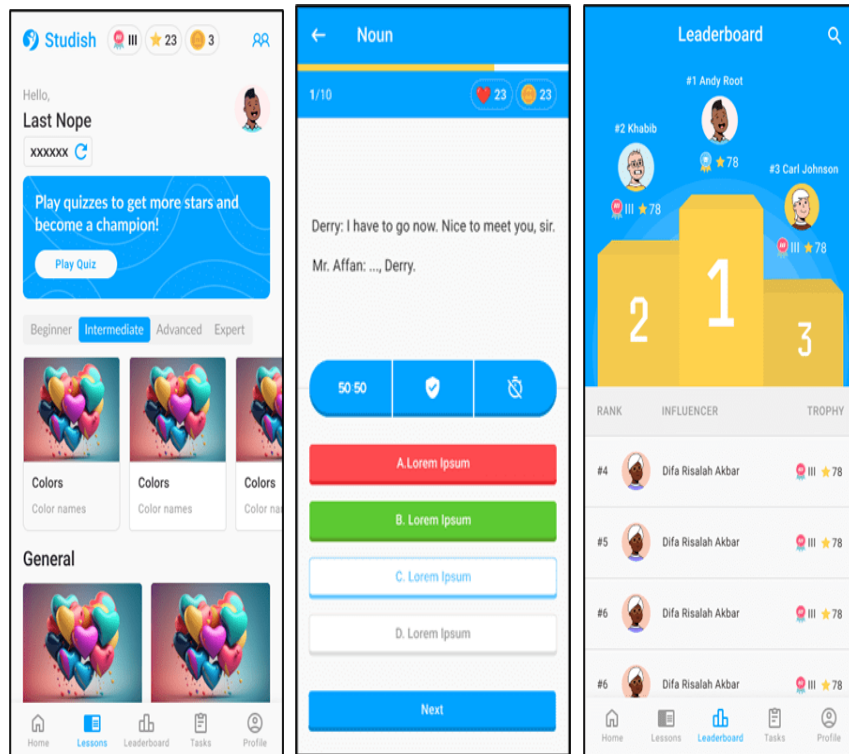 Studish III 23 3
Hello,
Last Nope
xxxxxx
Play quizzes to get more stars and
become a champion!
Play Quiz
Beginner Intermediate Advanced Expert
Colors Colors Colors
Color names Color names Color na
General
Home Lessons Leaderboard Tasks Profile
Noun
1/10 23 23
Derry: I have to go now. Nice to meet you, sir.
Mr. Affan: ..., Derry.
50 50
A.Lorem Ipsum
B. Lorem Ipsum
C. Lorem Ipsum
D. Lorem Ipsum
Next
Leaderboard
#1 Andy Root
78
#2 Khabib
III 78
#3 Carl Johnson
III 78
1
2
3
RANK INFLUENCER TROPHY
#4 Difa Risalah Akbar III 78
#5 Difa Risalah Akbar III 78
#6 Difa Risalah Akbar III 78
#6 Difa Risalah Akbar III 78
Home Lessons Leaderboard Tasks Profile